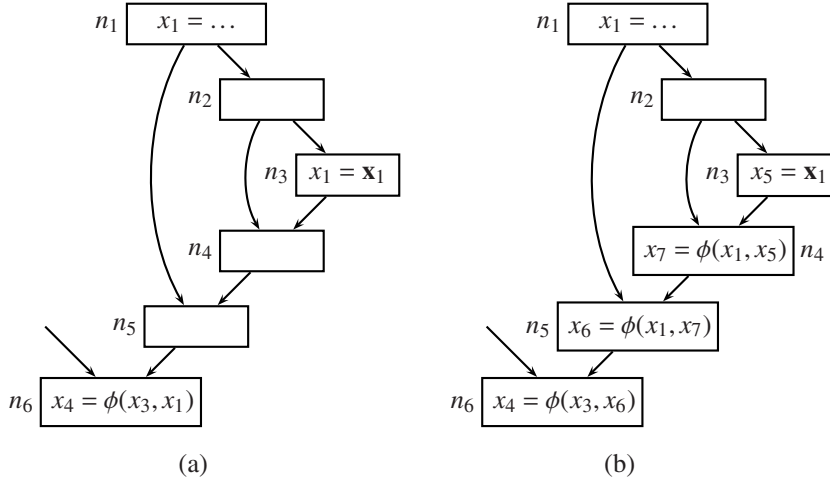 n₁ x₁ = … n₁ x₁ = …
n₂ n₂
n₃ x₁ = 𝐱₁ n₃ x₅ = 𝐱₁
n₄ x₇ = ϕ(x₁, x₅) n₄
n₅ n₅ x₆ = ϕ(x₁, x₇)
n₆ x₄ = ϕ(x₃, x₁) n₆ x₄ = ϕ(x₃, x₆)
(a) (b)